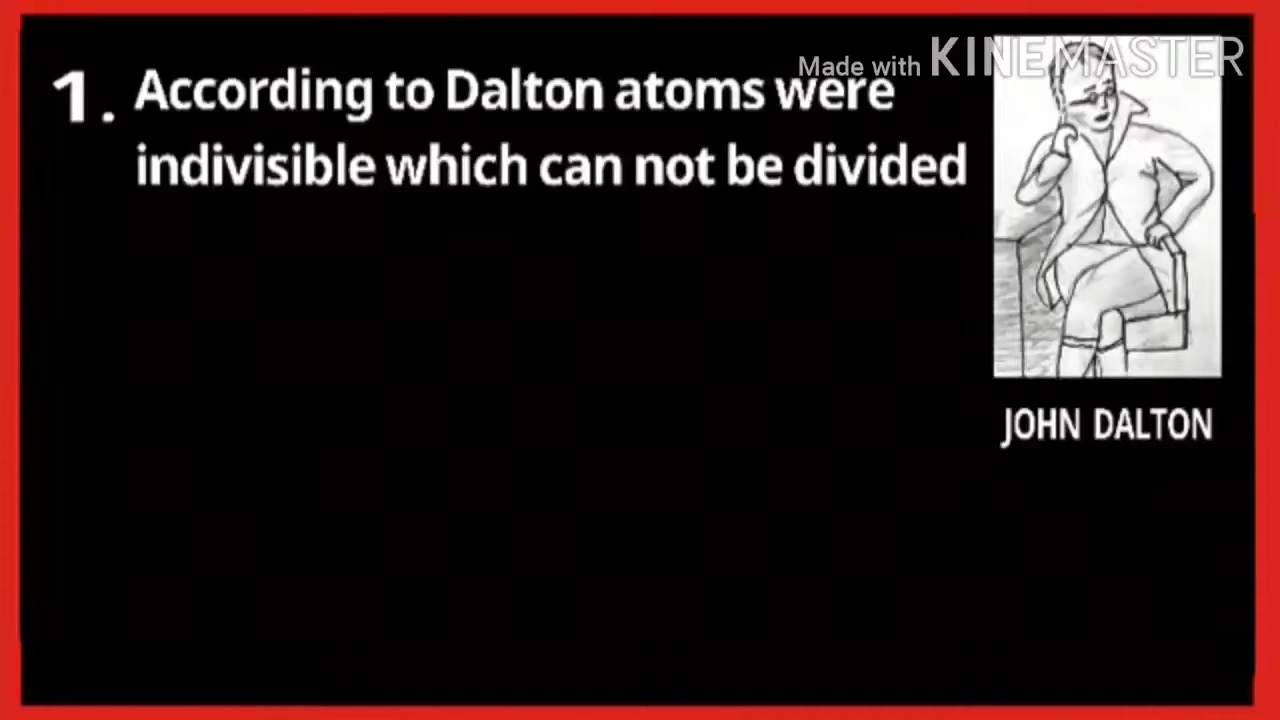 Made with KINEMASTER
1. According to Dalton atoms were
indivisible which can not be divided
JOHN DALTON